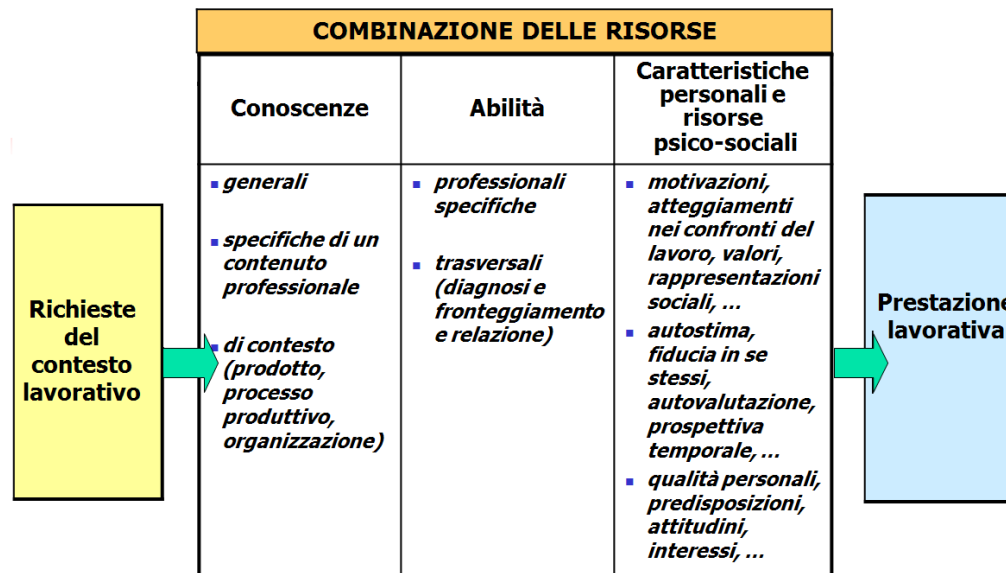 COMBINAZIONE DELLE RISORSE
Conoscenze
Abilità
Caratteristiche
personali e
risorse
psico-sociali
generali
specifiche di un
contenuto
professionale
di contesto
(prodotto,
processo
produttivo,
organizzazione)
professionali
specifiche
trasversali
(diagnosi e
fronteggiamento
e relazione)
motivazioni,
atteggiamenti
nei confronti del
lavoro, valori,
rappresentazioni
sociali, ...
autostima,
fiducia in se
stessi,
autovalutazione,
prospettiva
temporale, ...
qualità personali,
predisposizioni,
attitudini,
interessi, ...
Richieste
del
contesto
lavorativo
Prestazione
lavorativa